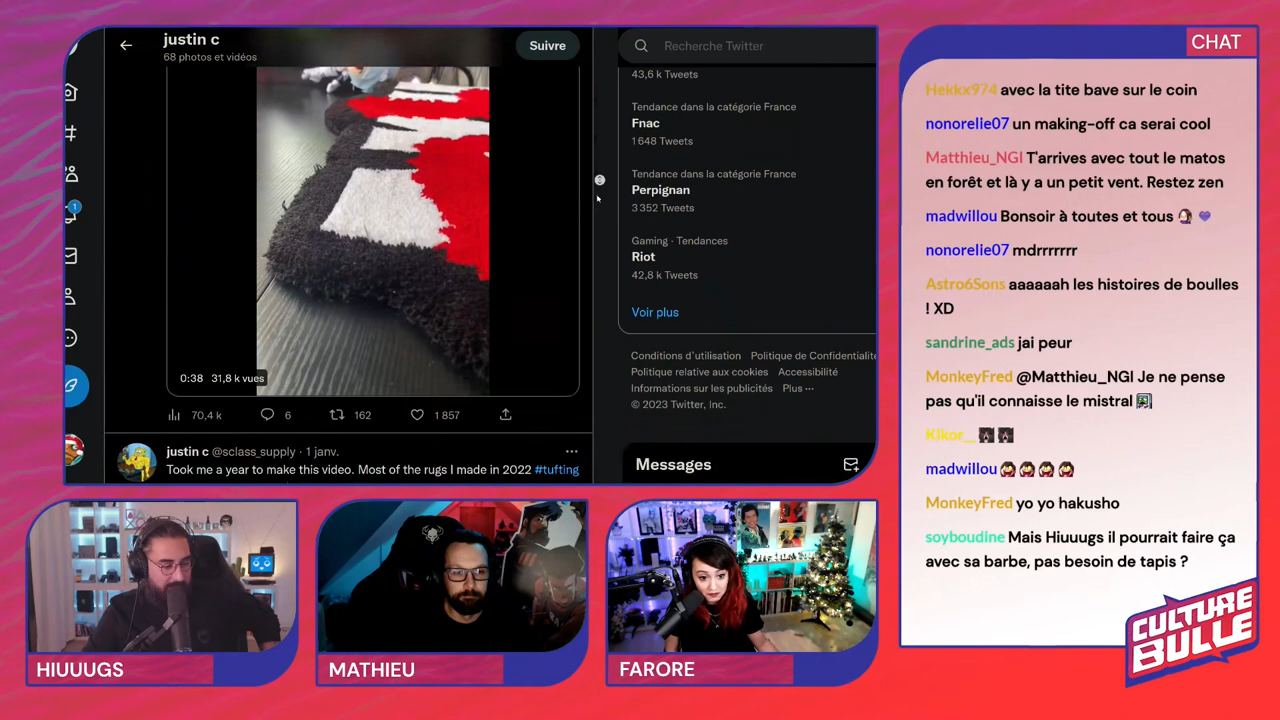 justin c
68 photos et vidéos
Suivre
0:38 31,8 k vues
70,4 k 6 162 1 857
justin c @sclass_supply · 1 janv.
Took me a year to make this video. Most of the rugs I made in 2022 #tufting
1
Recherche Twitter
43,6 k Tweets
Tendance dans la catégorie France
Fnac
1 648 Tweets
Tendance dans la catégorie France
Perpignan
3 352 Tweets
Gaming · Tendances
Riot
42,8 k Tweets
Voir plus
Conditions d'utilisation Politique de Confidentialité
Politique relative aux cookies Accessibilité
Informations sur les publicités Plus ···
© 2023 Twitter, Inc.
Messages
CHAT
Hekkx974 avec la tite bave sur le coin
nonorelie07 un making-off ca serai cool
Matthieu_NGI T'arrives avec tout le matos
en forêt et là y a un petit vent. Restez zen
madwillou Bonsoir à toutes et tous
nonorelie07 mdrrrrrrr
Astro6Sons aaaaaah les histoires de boulles
! XD
sandrine_ads jai peur
MonkeyFred @Matthieu_NGI Je ne pense
pas qu'il connaisse le mistral
Klkor__
madwillou
MonkeyFred yo yo hakusho
soyboudine Mais Hiuuugs il pourrait faire ça
avec sa barbe, pas besoin de tapis ?
CULTURE
BULLE
HIUUUGS
MATHIEU
FARORE